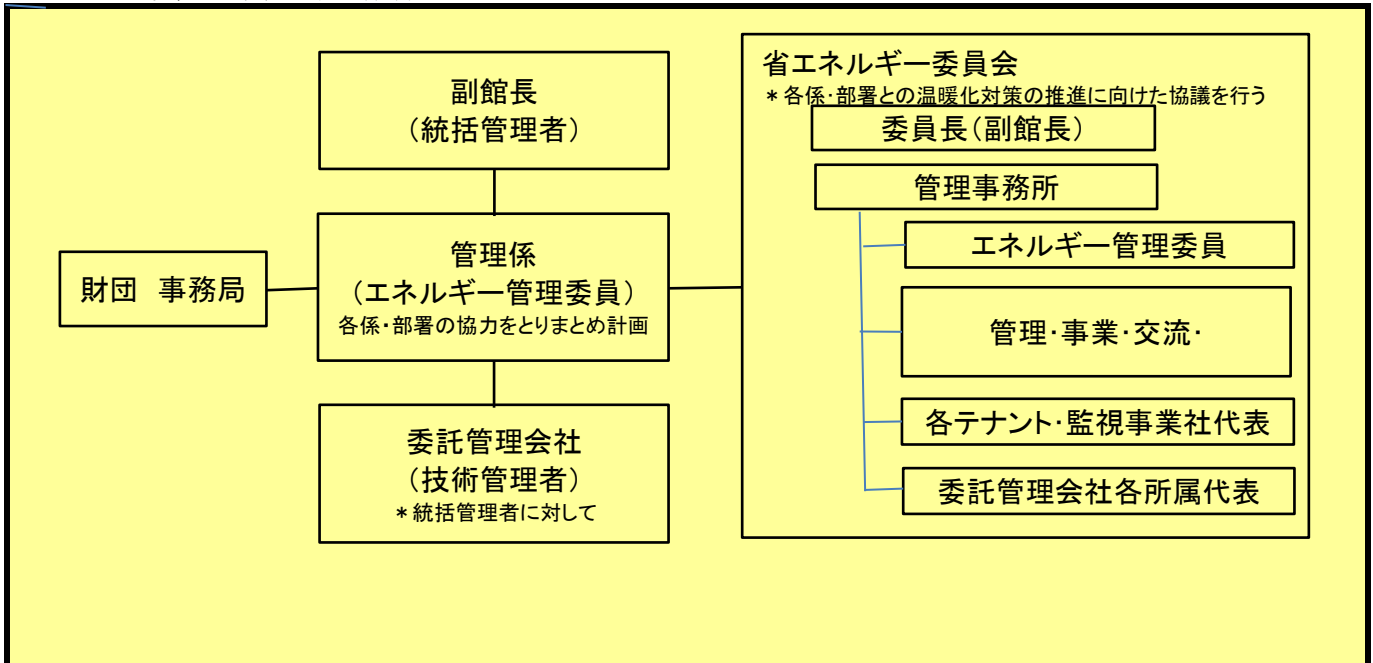 副館長
（統括管理者）
財団　事務局
管理係
（エネルギー管理委員）
各係・部署の協力をとりまとめ計画
委託管理会社
（技術管理者）
＊統括管理者に対して
省エネルギー委員会
＊各係・部署との温暖化対策の推進に向けた協議を行う
委員長（副館長）
管理事務所
エネルギー管理委員
管理・事業・交流・
各テナント・監視事業社代表
委託管理会社各所属代表